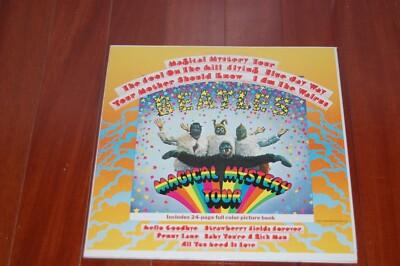 Magical Mystery Tour
The Fool On The Hill Flying Blue Jay Way
Your Mother Should Know I Am The Walrus
BEATLES
MAGICAL MYSTERY
TOUR
Includes 24-page full color picture book
Hello Goodbye Strawberry Fields Forever
Penny Lane Baby You're A Rich Man
All You Need Is Love